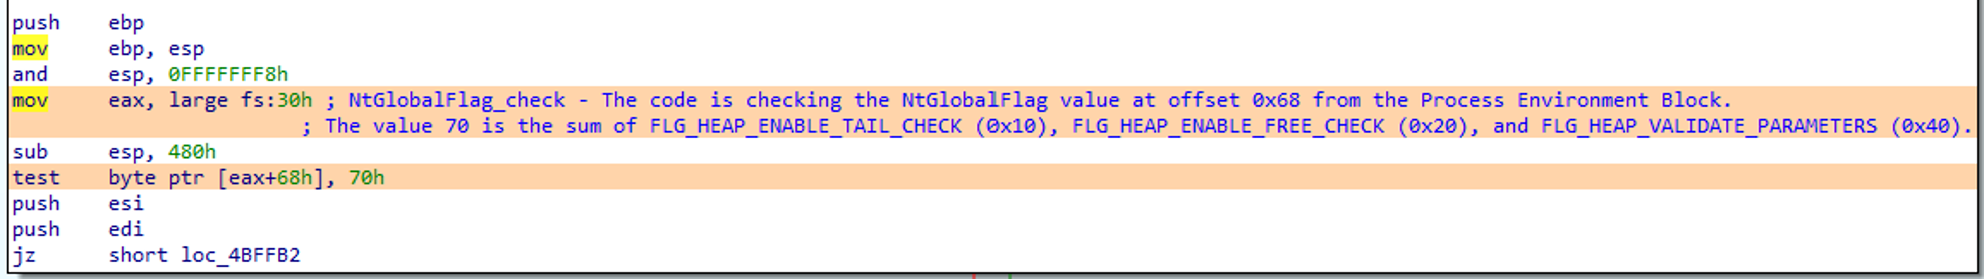 push ebp
mov ebp, esp
and esp, 0FFFFFFF8h
mov eax, large fs:30h ; NtGlobalFlag_check - The code is checking the NtGlobalFlag value at offset 0x68 from the Process Environment Block.
; The value 70 is the sum of FLG_HEAP_ENABLE_TAIL_CHECK (0x10), FLG_HEAP_ENABLE_FREE_CHECK (0x20), and FLG_HEAP_VALIDATE_PARAMETERS (0x40).
sub esp, 480h
test byte ptr [eax+68h], 70h
push esi
push edi
jz short loc_4BFFB2